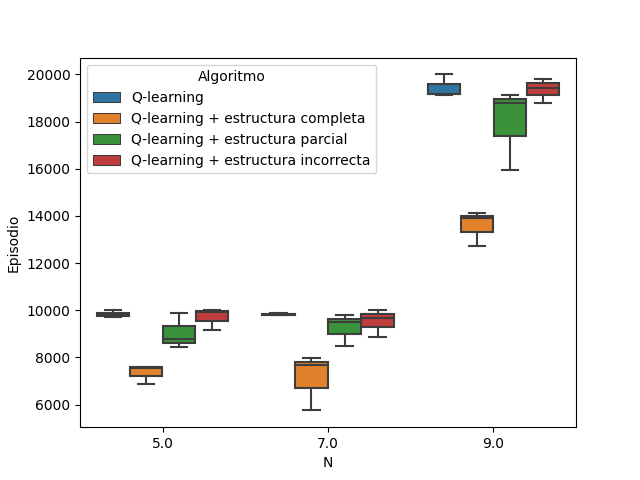 Algoritmo
Q-learning
Q-learning + estructura completa
Q-learning + estructura parcial
Q-learning + estructura incorrecta
Episodio
20000
18000
16000
14000
12000
10000
8000
6000
5.0 7.0 9.0
N